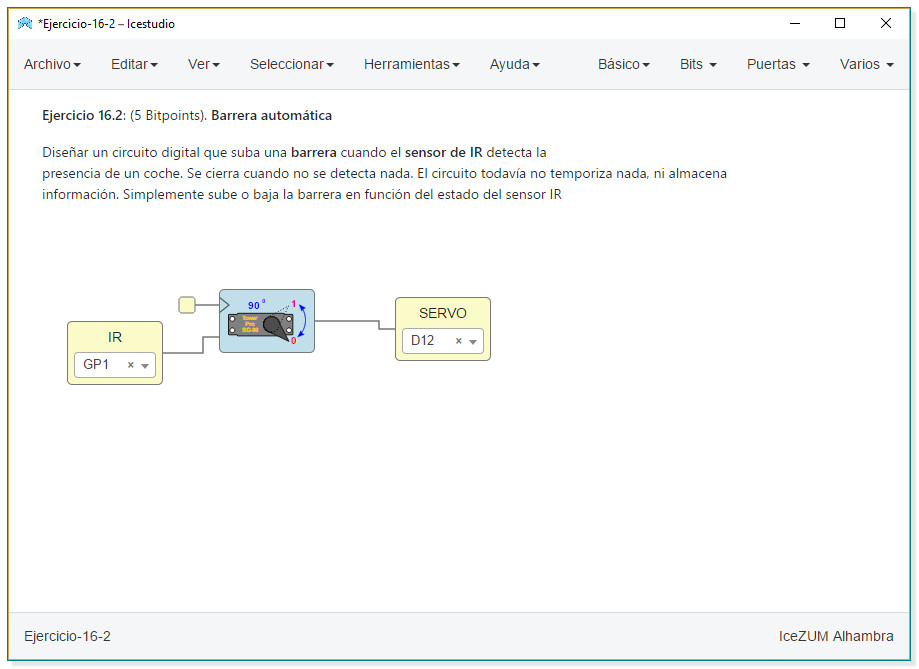 *Ejercicio-16-2 – Icestudio
Archivo Editar Ver Seleccionar Herramientas Ayuda Básico Bits Puertas Varios
Ejercicio 16.2: (5 Bitpoints). Barrera automática
Diseñar un circuito digital que suba una barrera cuando el sensor de IR detecta la
presencia de un coche. Se cierra cuando no se detecta nada. El circuito todavía no temporiza nada, ni almacena
información. Simplemente sube o baja la barrera en función del estado del sensor IR
90 º
1
Tower
Pro
SG-90
0
IR
GP1 ×
SERVO
D12 ×
Ejercicio-16-2
IceZUM Alhambra